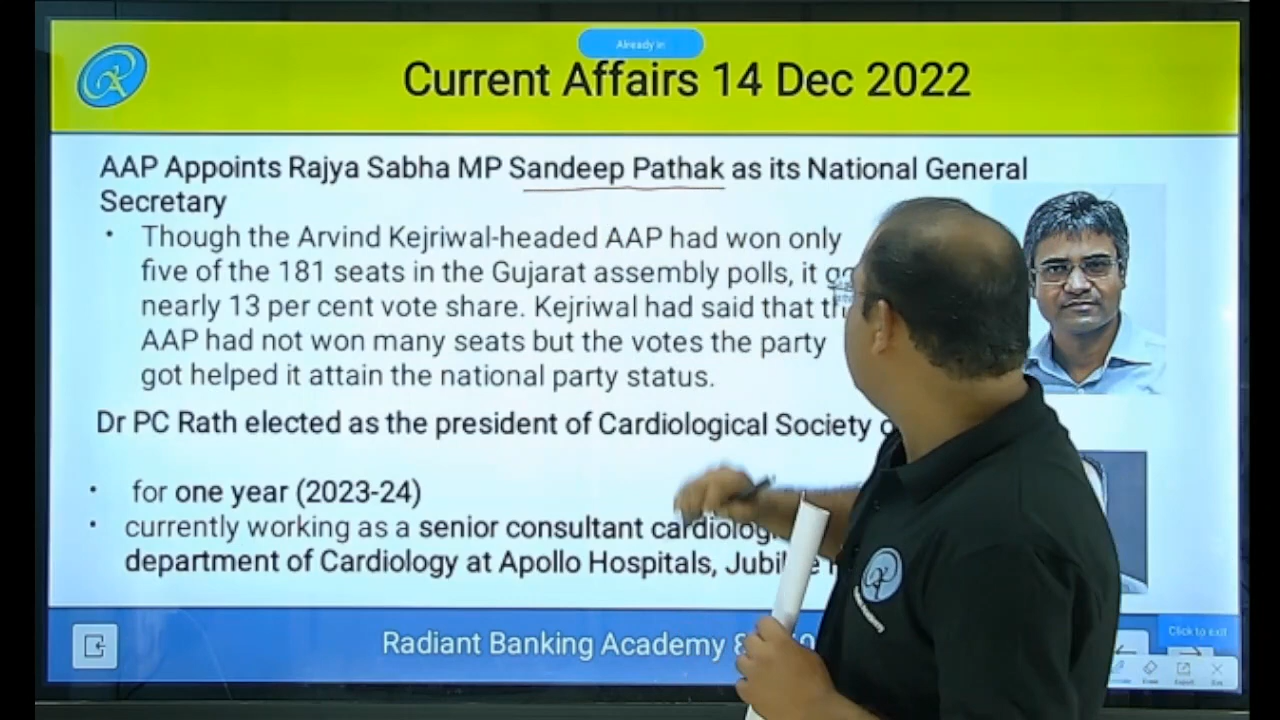 Already in
Current Affairs 14 Dec 2022
AAP Appoints Rajya Sabha MP Sandeep Pathak as its National General
Secretary
• Though the Arvind Kejriwal-headed AAP had won only
five of the 181 seats in the Gujarat assembly polls, it
nearly 13 per cent vote share. Kejriwal had said that
AAP had not won many seats but the votes the party
got helped it attain the national party status.
Dr PC Rath elected as the president of Cardiological Society
• for one year (2023-24)
• currently working as a senior consultant
department of Cardiology at Apollo Hospitals,
Radiant Banking Academy
Click to exit